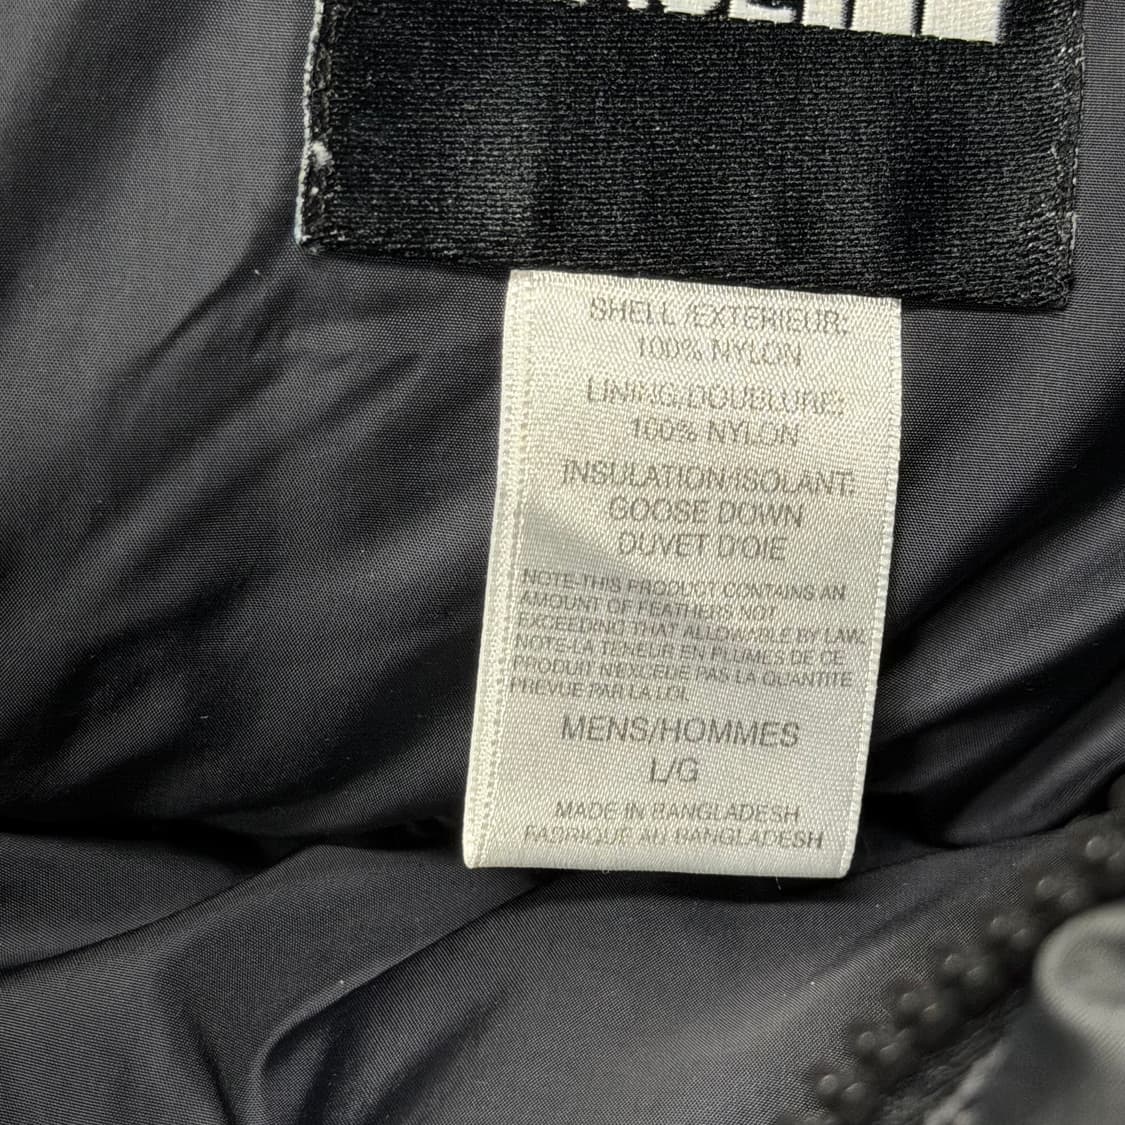 SHELL/EXTERIEUR:
100% NYLON
LINING/DOUBLURE:
100% NYLON
INSULATION/ISOLANT:
GOOSE DOWN
DUVET D'OIE
NOTE-THIS PRODUCT CONTAINS AN
AMOUNT OF FEATHERS NOT
EXCEEDING THAT ALLOWABLE BY LAW.
NOTE-LA TENEUR EN PLUMES DE CE
PRODUIT N'EXCEDE PAS LA QUANTITE
PREVUE PAR LA LOI.
MENS/HOMMES
L/G
MADE IN BANGLADESH
FABRIQUE AU BANGLADESH